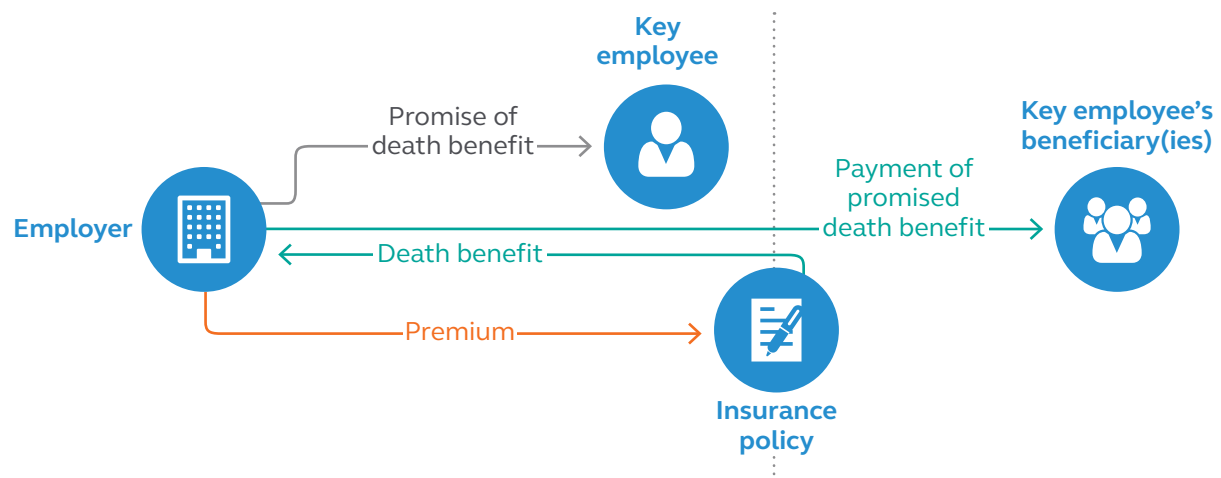 Key
employee
Promise of
death benefit
Key employee’s
beneficiary(ies)
Payment of
promised
death benefit
Employer
Death benefit
Premium
Insurance
policy